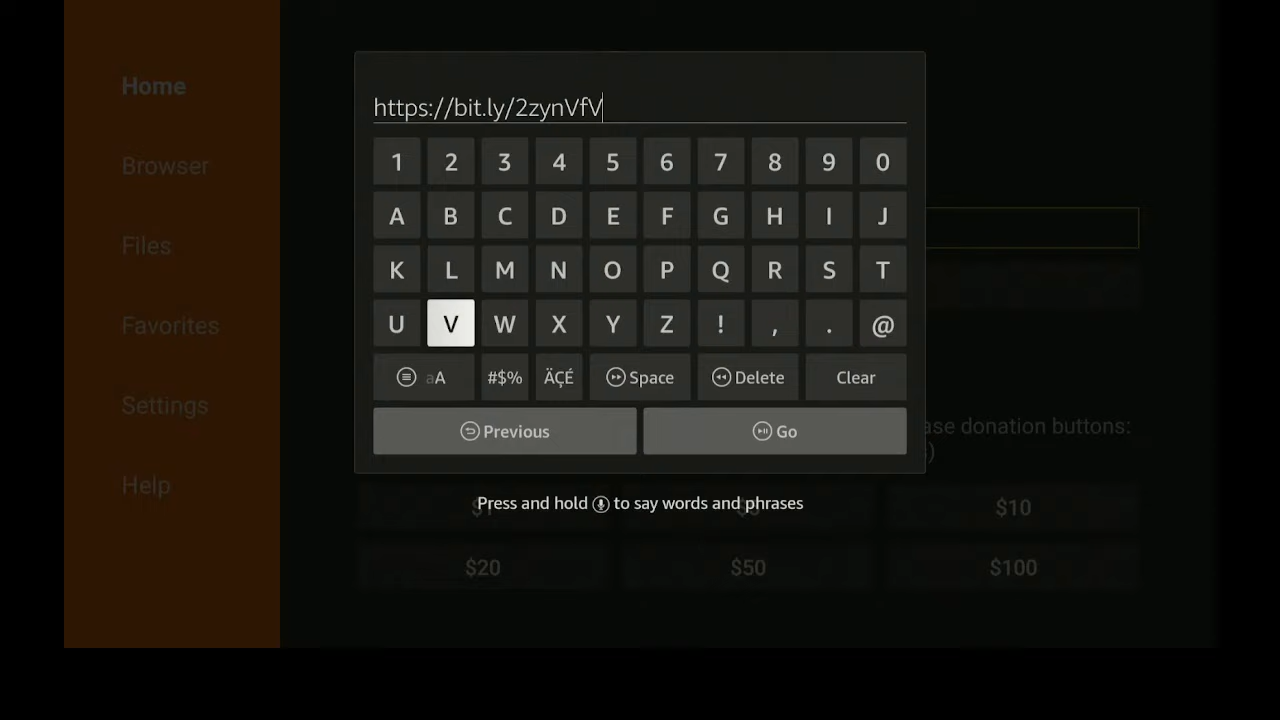 Home
Browser
Files
Favorites
Settings
Help
https://bit.ly/2zynVfV
1 2 3 4 5 6 7 8 9 0
A B C D E F G H I J
K L M N O P Q R S T
U V W X Y Z ! , . @
aA #$% ÄÇÉ Space Delete Clear
Previous Go
ase donation buttons:
)
Press and hold to say words and phrases
$10
$20 $50 $100